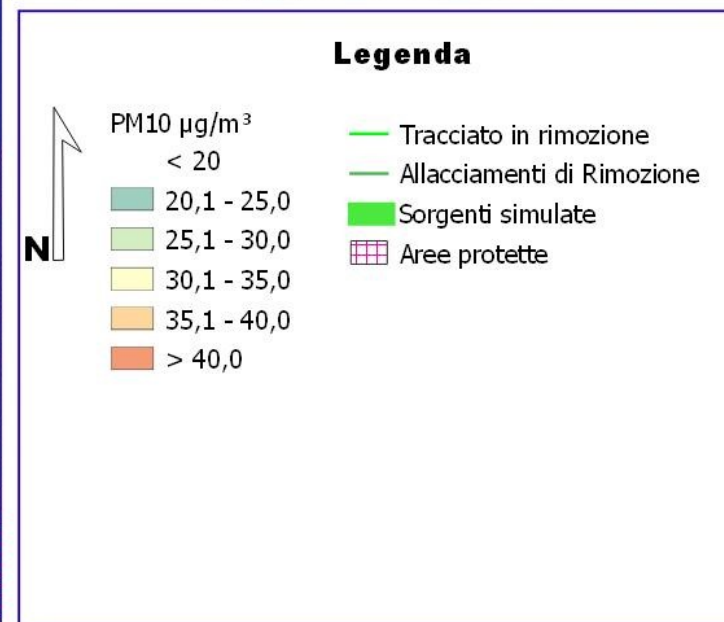 Legenda
N
PM10 µg/m³
< 20
20,1 - 25,0
25,1 - 30,0
30,1 - 35,0
35,1 - 40,0
> 40,0
Tracciato in rimozione
Allacciamenti di Rimozione
Sorgenti simulate
Aree protette